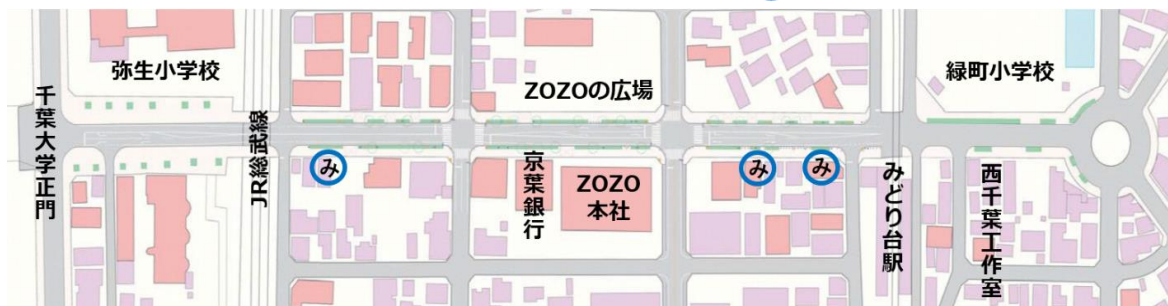 千葉大学正門
弥生小学校
JR総武線
み
ZOZOの広場
京葉銀行
ZOZO
本社
み
み
みどり台駅
緑町小学校
西千葉工作室